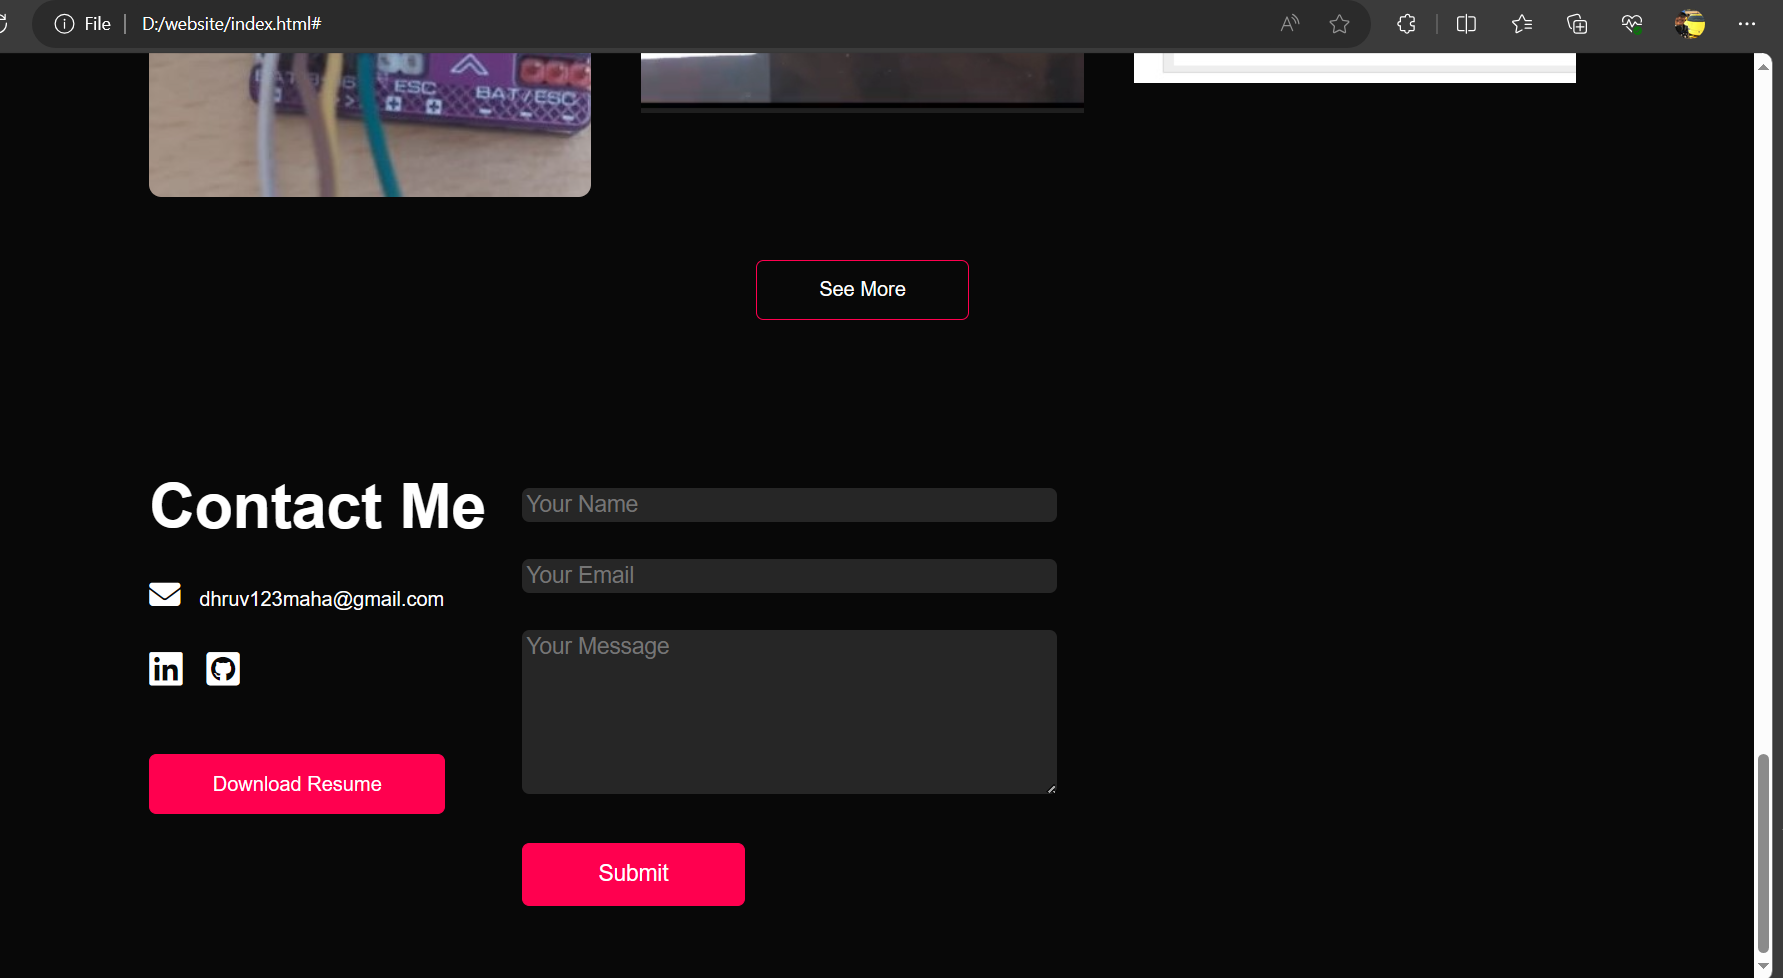 File
D:/website/index.html#
ESC
BAT/ESC
See More
Contact Me
dhruv123maha@gmail.com
in
Download Resume
Your Name
Your Email
Your Message
Submit